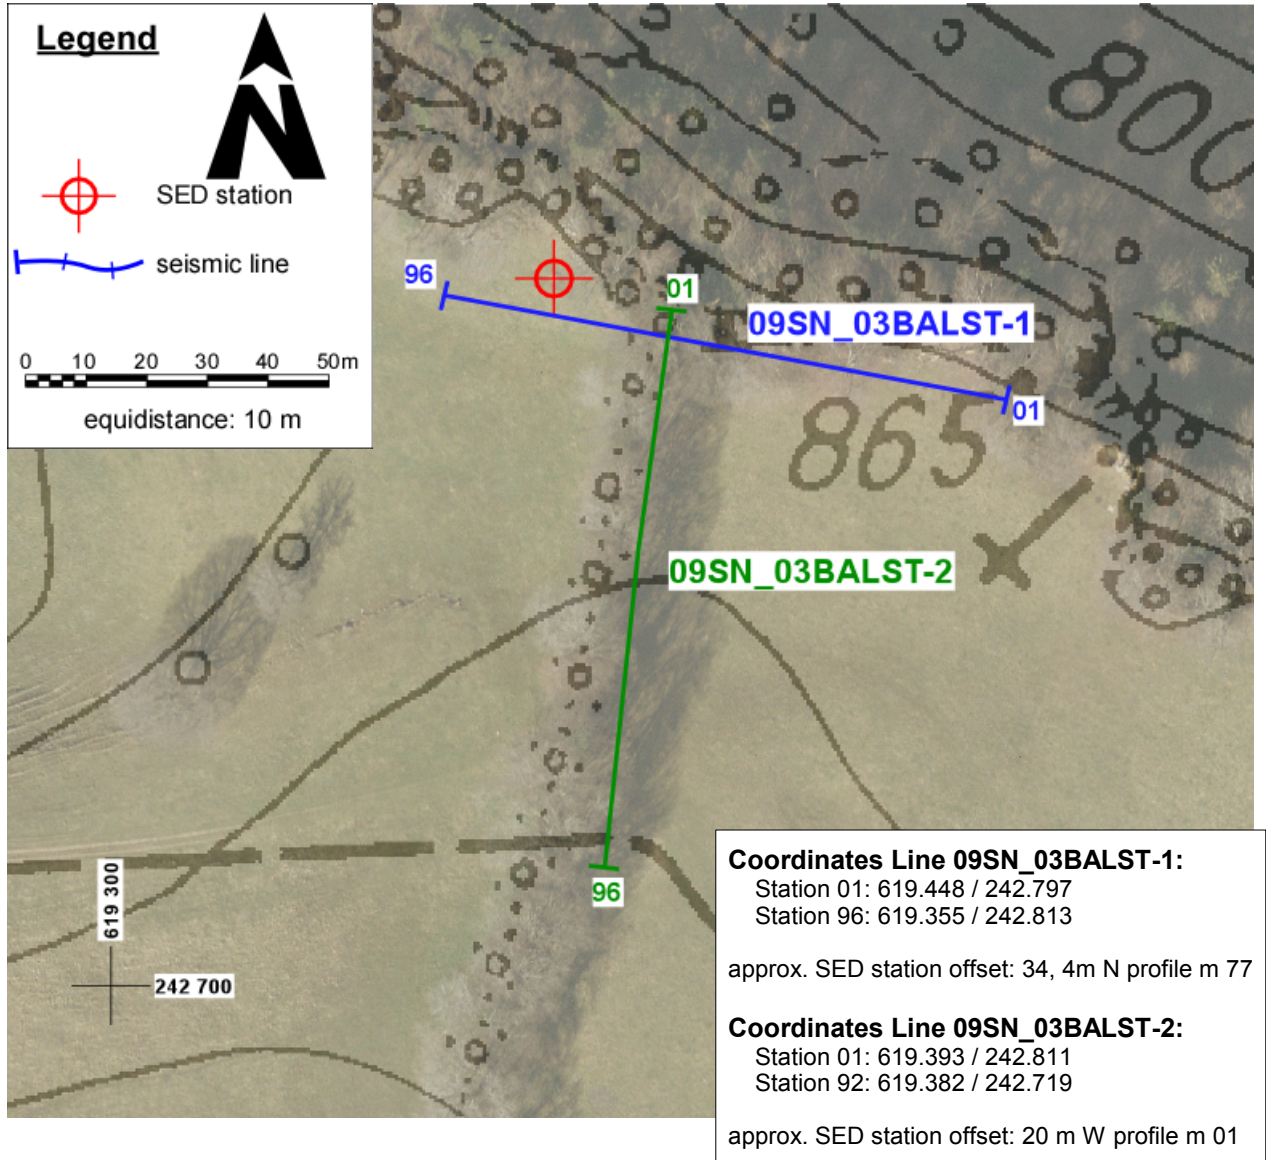 Legend
N
SED station
seismic line
0 10 20 30 40 50m
equidistance: 10 m
800
96
01
09SN_03BALST-1
01
865
09SN_03BALST-2
96
619 300
242 700
Coordinates Line 09SN_03BALST-1:
Station 01: 619.448 / 242.797
Station 96: 619.355 / 242.813
approx. SED station offset: 34, 4m N profile m 77
Coordinates Line 09SN_03BALST-2:
Station 01: 619.393 / 242.811
Station 92: 619.382 / 242.719
approx. SED station offset: 20 m W profile m 01